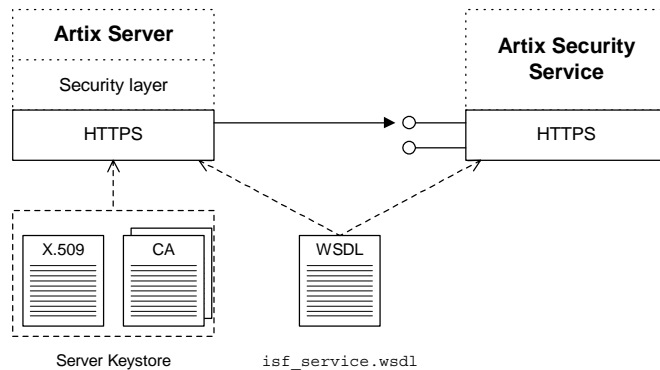 Artix Server
Security layer
HTTPS
Artix Security
Service
HTTPS
X.509
CA
WSDL
Server Keystore
isf_service.wsdl